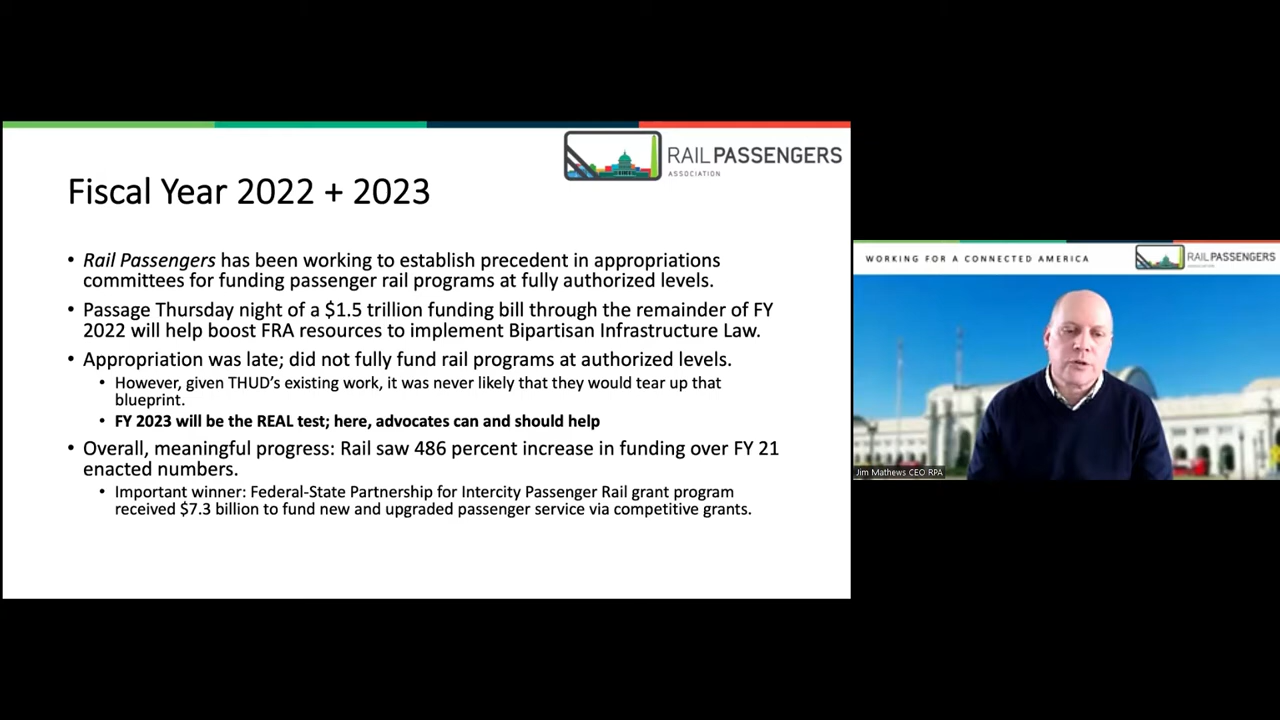 RAILPASSENGERS
ASSOCIATION
Fiscal Year 2022 + 2023
• Rail Passengers has been working to establish precedent in appropriations
committees for funding passenger rail programs at fully authorized levels.
• Passage Thursday night of a $1.5 trillion funding bill through the remainder of FY
2022 will help boost FRA resources to implement Bipartisan Infrastructure Law.
• Appropriation was late; did not fully fund rail programs at authorized levels.
• However, given THUD's existing work, it was never likely that they would tear up that
blueprint.
• FY 2023 will be the REAL test; here, advocates can and should help
• Overall, meaningful progress: Rail saw 486 percent increase in funding over FY 21
enacted numbers.
• Important winner: Federal-State Partnership for Intercity Passenger Rail grant program
received $7.3 billion to fund new and upgraded passenger service via competitive grants.
WORKING FOR A CONNECTED AMERICA
RAILPASSENGERS
ASSOCIATION
Jim Mathews CEO RPA